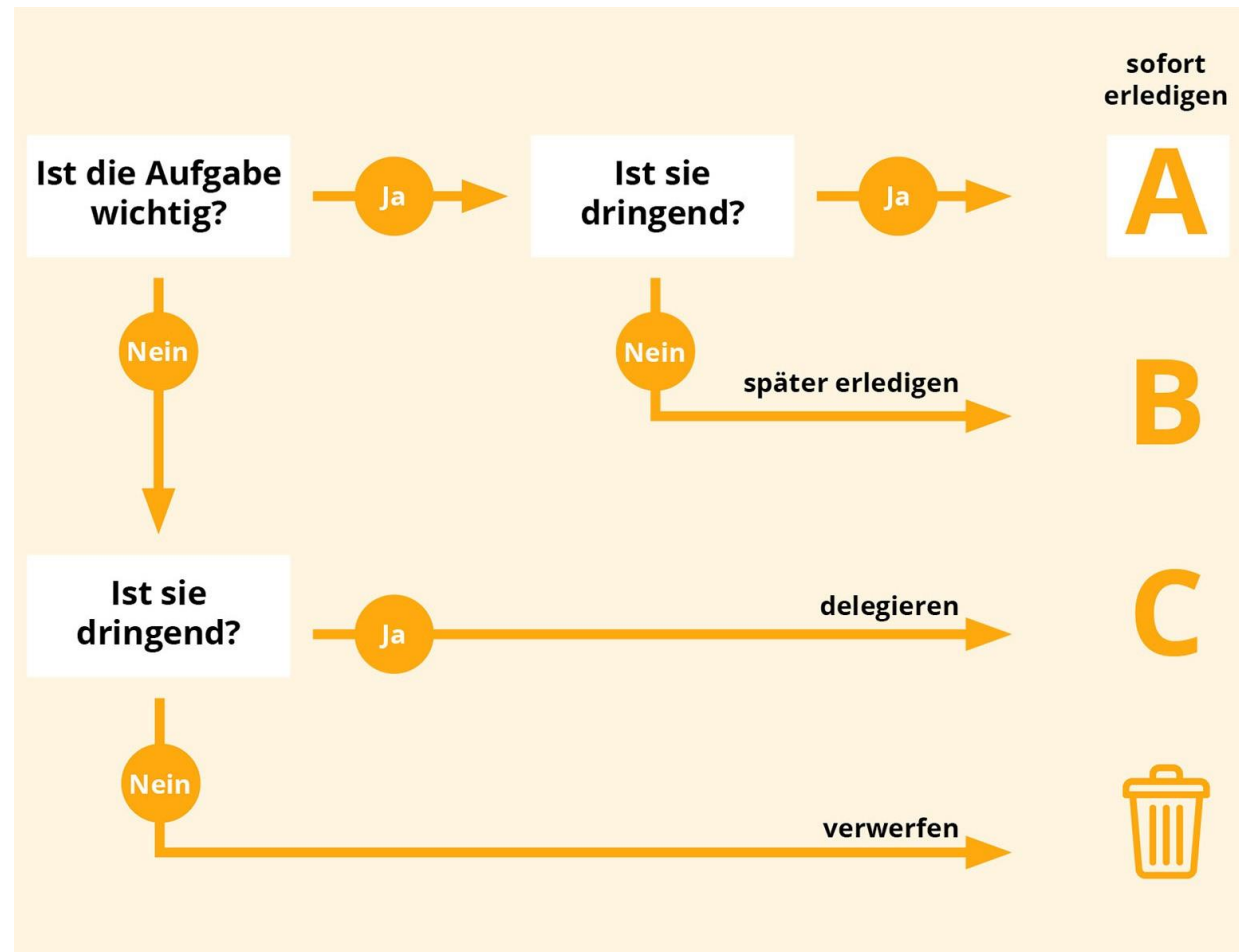 sofort
erledigen
Ist die Aufgabe
wichtig?
Ja
Ist sie
dringend?
Ja
A
Nein
Nein
später erledigen
B
Ist sie
dringend?
Ja
delegieren
C
Nein
verwerfen